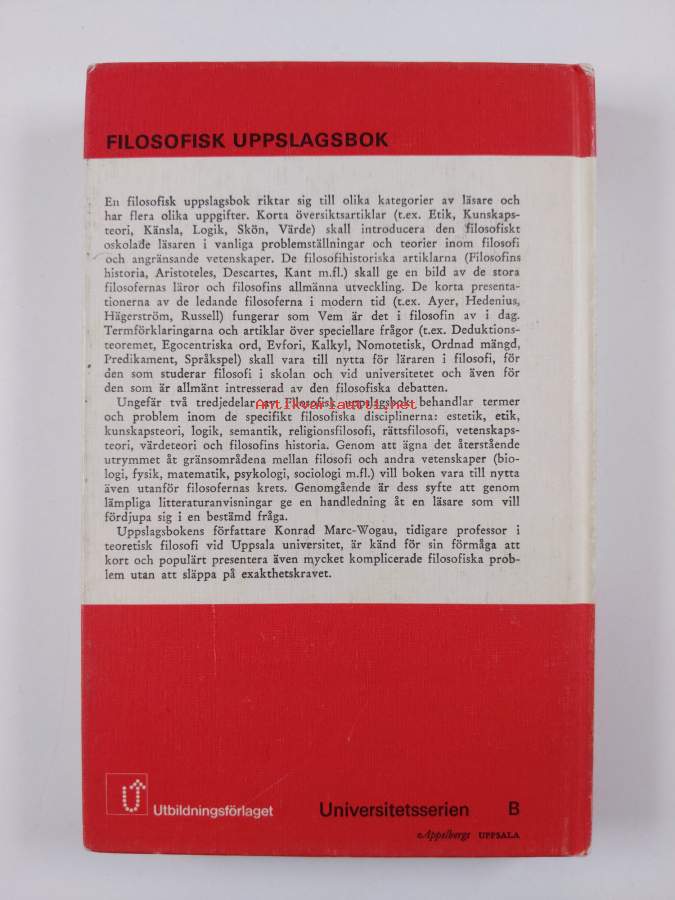 FILOSOFISK UPPSLAGSBOK
En filosofisk uppslagsbok riktar sig till olika kategorier av läsare och
har flera olika uppgifter. Korta översiktsartiklar (t.ex. Etik, Kunskaps-
teori, Känsla, Logik, Skön, Värde) skall introducera den filosofiskt
oskolade läsaren i vanliga problemställningar och teorier inom filosofi
och angränsande vetenskaper. De filosofihistoriska artiklarna (Filosofins
historia, Aristoteles, Descartes, Kant m.fl.) skall ge en bild av de stora
filosofernas läror och filosofins allmänna utveckling. De korta presenta-
tionerna av de ledande filosoferna i modern tid (t.ex. Ayer, Hedenius,
Hägerström, Russell) fungerar som Vem är det i filosofin av i dag.
Termförklaringarna och artiklar över speciellare frågor (t.ex. Deduktions-
teoremet, Egocentriska ord, Evfori, Kalkyl, Nomotetisk, Ordnad mängd,
Predikament, Språkspel) skall vara till nytta för läraren i filosofi, för
den som studerar filosofi i skolan och vid universitetet och även för
den som är allmänt intresserad av den filosofiska debatten.
Ungefär två tredjedelar av Filosofisk uppslagsbok behandlar termer
Antikvariaatti.net
och problem inom de specifikt filosofiska disciplinerna: estetik, etik,
kunskapsteori, logik, semantik, religionsfilosofi, rättsfilosofi, vetenskaps-
teori, värdeteori och filosofins historia. Genom att ägna det återstående
utrymmet åt gränsområdena mellan filosofi och andra vetenskaper (bio-
logi, fysik, matematik, psykologi, sociologi m.fl.) vill boken vara till nytta
även utanför filosofernas krets. Genomgående är dess syfte att genom
lämpliga litteraturanvisningar ge en handledning åt en läsare som vill
fördjupa sig i en bestämd fråga.
Uppslagsbokens författare Konrad Marc-Wogau, tidigare professor i
teoretisk filosofi vid Uppsala universitet, är känd för sin förmåga att
kort och populärt presentera även mycket komplicerade filosofiska prob-
lem utan att släppa på exakthetskravet.
Utbildningsförlaget
Universitetsserien B
Appelbergs UPPSALA